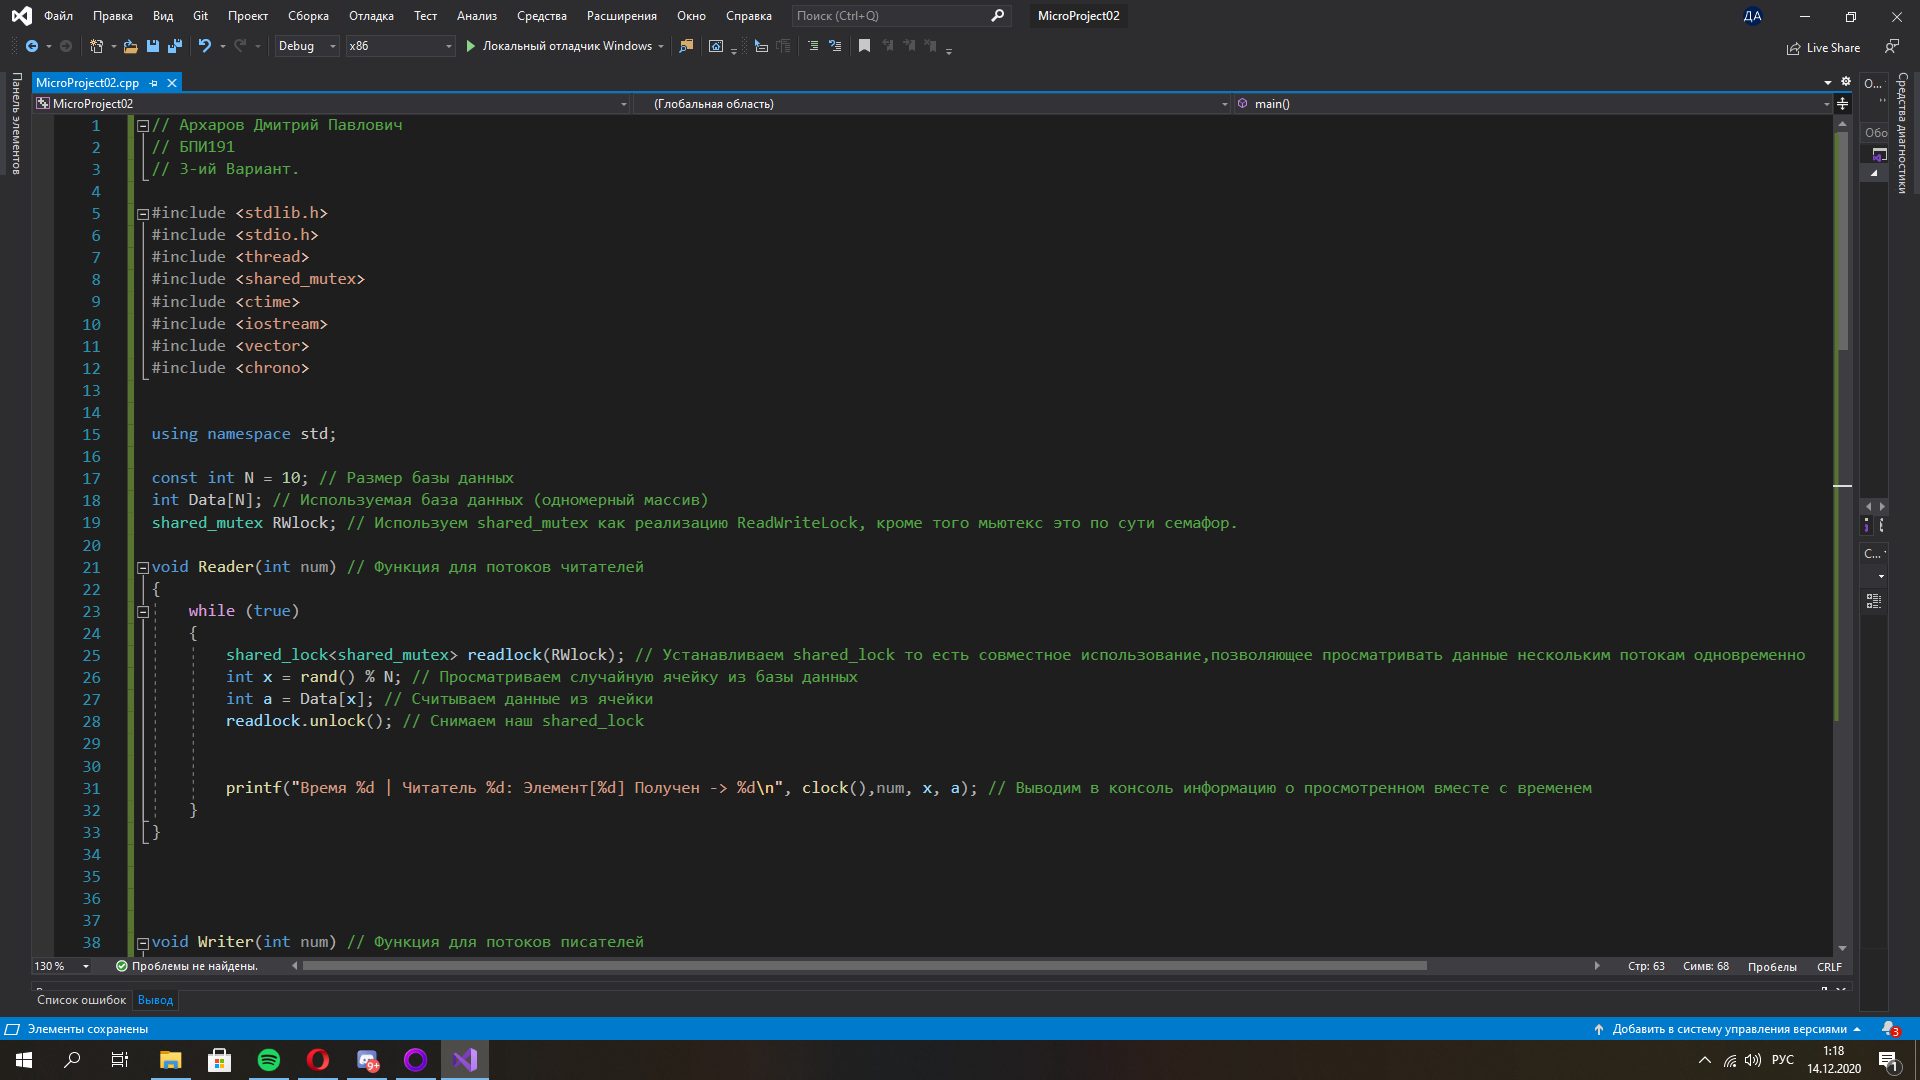 Файл Правка Вид Git Проект Сборка Отладка Тест Анализ Средства Расширения Окно Справка Поиск (Ctrl+Q) MicroProject02 ДА
Debug x86 Локальный отладчик Windows Live Share
Панель элементов
MicroProject02.cpp
MicroProject02 (Глобальная область) main()
1 // Архаров Дмитрий Павлович
2 // БПИ191
3 // 3-ий Вариант.
4
5 #include <stdlib.h>
6 #include <stdio.h>
7 #include <thread>
8 #include <shared_mutex>
9 #include <ctime>
10 #include <iostream>
11 #include <vector>
12 #include <chrono>
13
14
15 using namespace std;
16
17 const int N = 10; // Размер базы данных
18 int Data[N]; // Используемая база данных (одномерный массив)
19 shared_mutex RWlock; // Используем shared_mutex как реализацию ReadWriteLock, кроме того мьютекс это по сути семафор.
20
21 void Reader(int num) // Функция для потоков читателей
22 {
23 while (true)
24 {
25 shared_lock<shared_mutex> readlock(RWlock); // Устанавливаем shared_lock то есть совместное использование,позволяющее просматривать данные нескольким потокам одновременно
26 int x = rand() % N; // Просматриваем случайную ячейку из базы данных
27 int a = Data[x]; // Считываем данные из ячейки
28 readlock.unlock(); // Снимаем наш shared_lock
29
30
31 printf("Время %d | Читатель %d: Элемент[%d] Получен -> %d\n", clock(),num, x, a); // Выводим в консоль информацию о просмотренном вместе с временем
32 }
33 }
34
35
36
37
38 void Writer(int num) // Функция для потоков писателей
О...
Обо
С...
Средства диагностики
130 % Проблемы не найдены. Стр: 63 Симв: 68 Пробелы CRLF
Список ошибок Вывод
Элементы сохранены Добавить в систему управления версиями 3
9+ РУС 1:18
14.12.2020 1